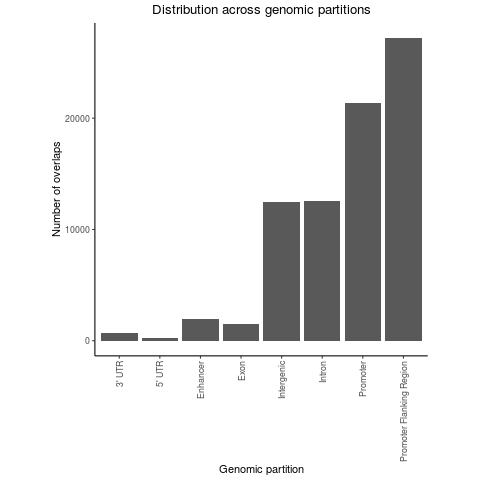 Distribution across genomic partitions
Number of overlaps
20000
10000
0
3' UTR
5' UTR
Enhancer
Exon
Intergenic
Intron
Promoter
Promoter Flanking Region
Genomic partition